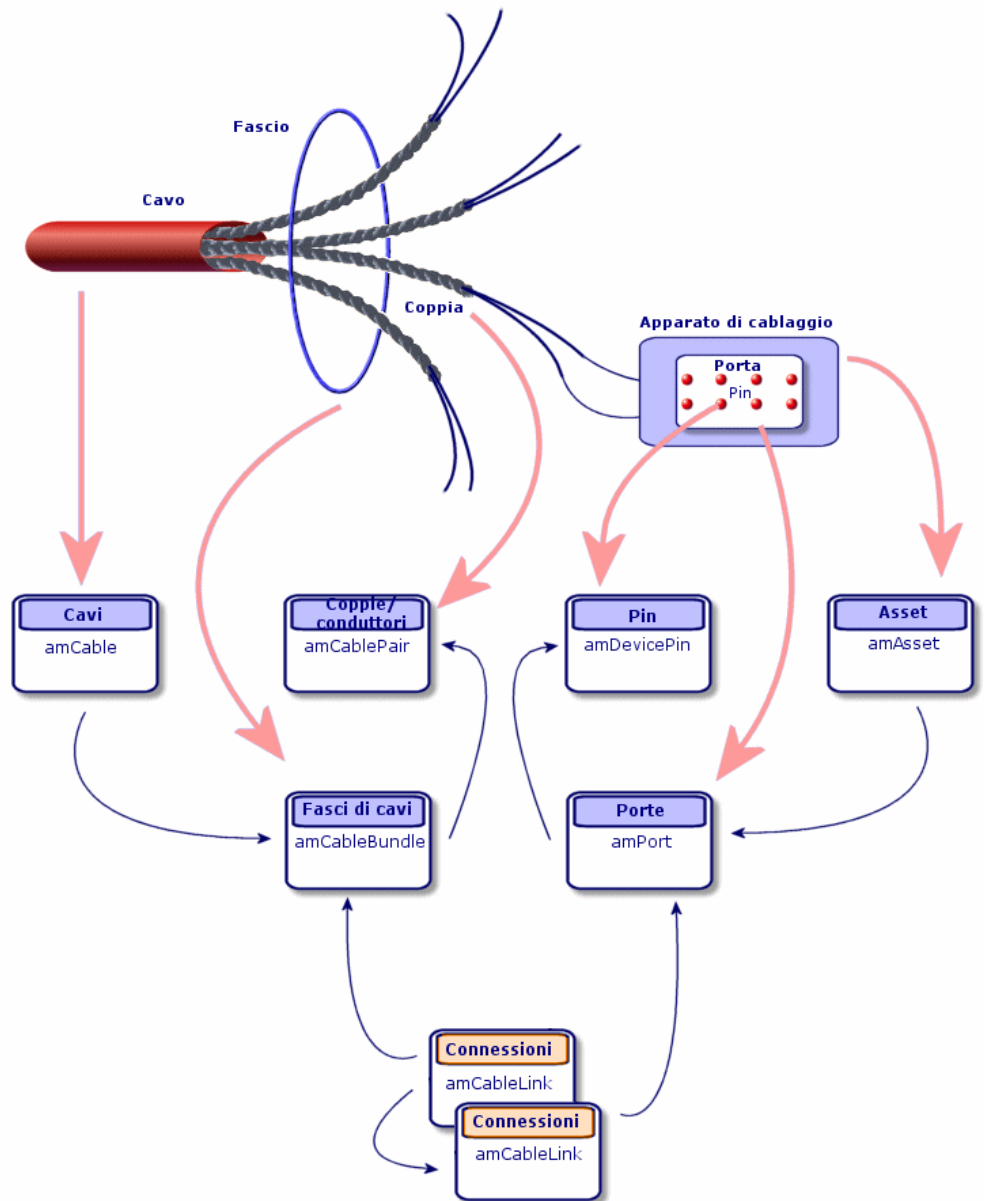 Fascio
Cavo
Coppia
Apparato di cablaggio
Porta
Pin
Cavi
amCable
Copple/
conduttori
amCablePair
Pin
amDevicePin
Asset
amAsset
Fasci di cavi
amCableBundle
Porte
amPort
Connessioni
amCableLink
Connessioni
amCableLink